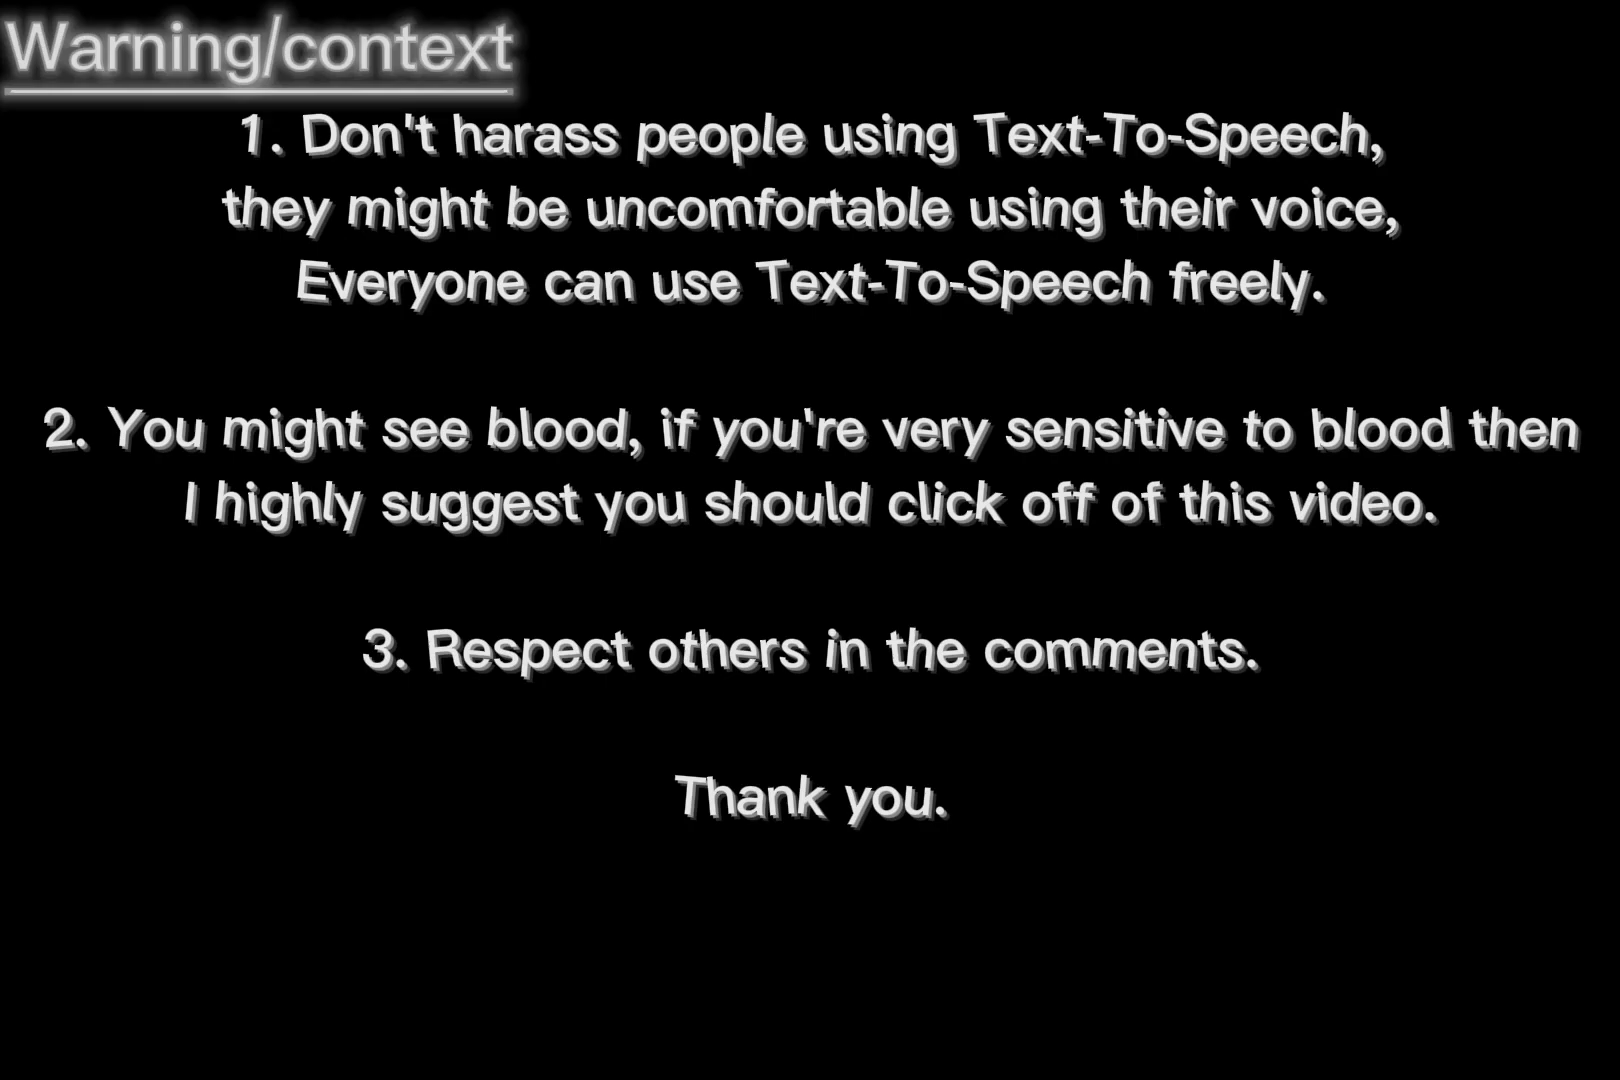 Warning/context
1. Don't harass people using Text-To-Speech,
they might be uncomfortable using their voice,
Everyone can use Text-To-Speech freely.
2. You might see blood, if you're very sensitive to blood then
I highly suggest you should click off of this video.
3. Respect others in the comments.
Thank you.